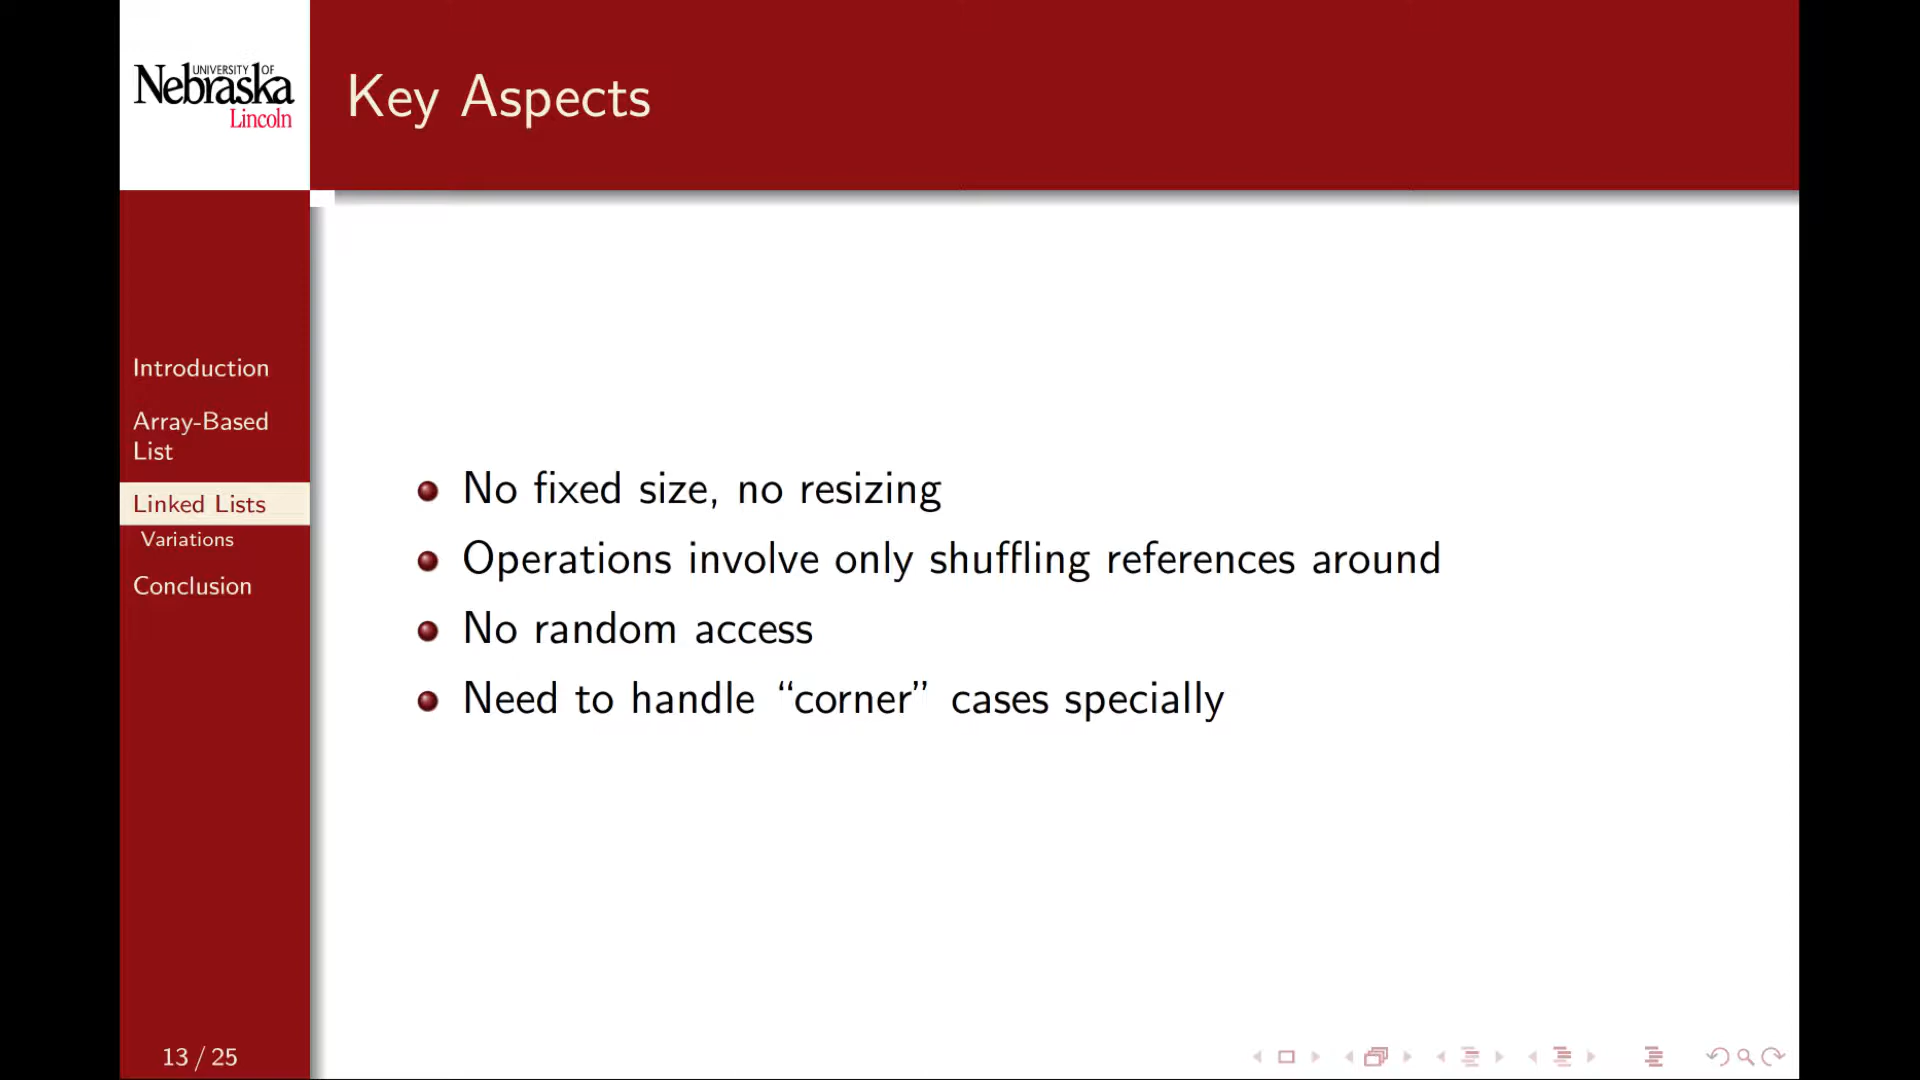 UNIVERSITY OF
Nebraska
Lincoln
Key Aspects
Introduction
Array-Based
List
Linked Lists
Variations
Conclusion
No fixed size, no resizing
Operations involve only shuffling references around
No random access
Need to handle “corner” cases specially
13 / 25